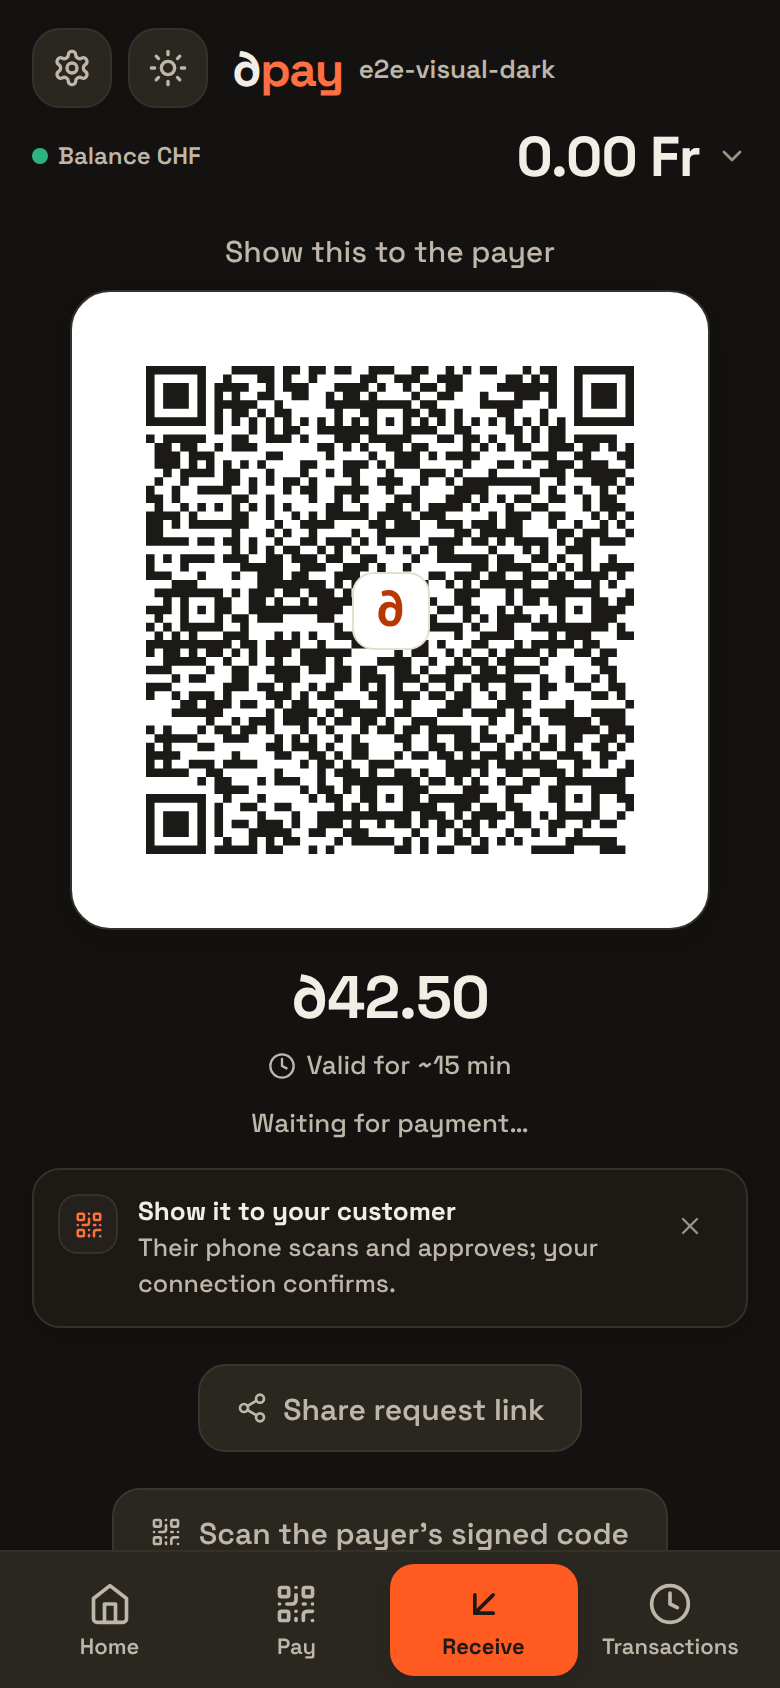 ∂pay e2e-visual-dark
Balance CHF
0.00 Fr
Show this to the payer
∂
∂42.50
Valid for ~15 min
Waiting for payment…
Show it to your customer
Their phone scans and approves; your
connection confirms.
Share request link
Scan the payer’s signed code
Home
Pay
Receive
Transactions